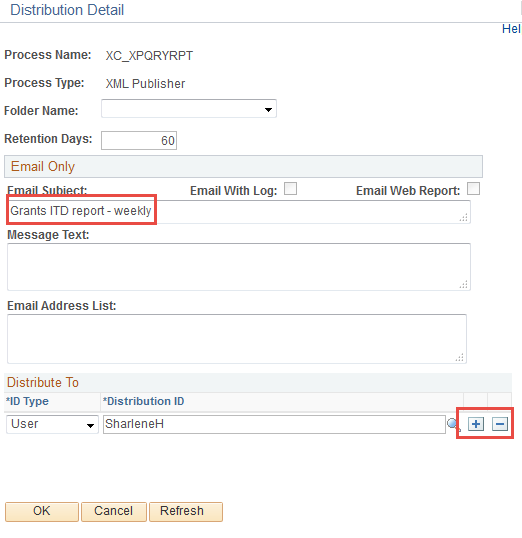 Distribution Detail
Hel
Process Name: XC_XPQRYRPT
Process Type: XML Publisher
Folder Name:
Retention Days: 60
Email Only
Email Subject: Email With Log: Email Web Report:
Grants ITD report - weekly
Message Text:
Email Address List:
Distribute To
*ID Type *Distribution ID
User SharleneH
OK Cancel Refresh